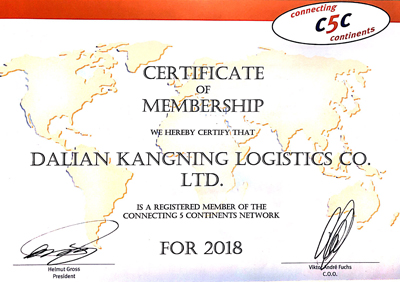 connecting
C5C
continents
CERTIFICATE
OF
MEMBERSHIP
WE HEREBY CERTIFY THAT
DALIAN KANGNING LOGISTICS CO.
LTD.
IS A REGISTERED MEMBER OF THE
CONNECTING 5 CONTINENTS NETWORK
FOR 2018
Helmut Gross
President
Viktor André Fuchs
C.O.O.